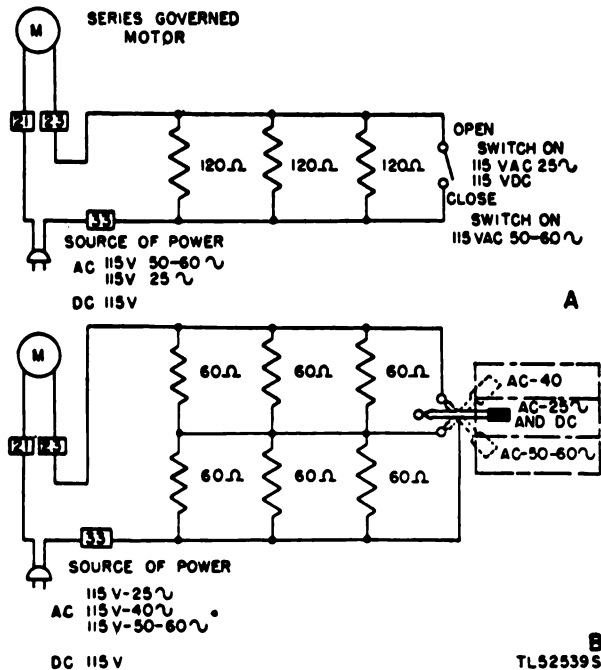 SERIES GOVERNED
MOTOR
M
21 23
120Ω 120Ω 120Ω
OPEN
SWITCH ON
115 VAC 25∿
115 VDC
CLOSE
SWITCH ON
115 VAC 50-60∿
33
SOURCE OF POWER
AC 115V 50-60∿
115V 25∿
DC 115V
A
M
21 23
60Ω 60Ω 60Ω
AC-40
AC-25∿
AND DC
AC-50-60∿
60Ω 60Ω 60Ω
33
SOURCE OF POWER
115V-25∿
AC 115V-40∿
115V-50-60∿
DC 115V
B
TL52539S